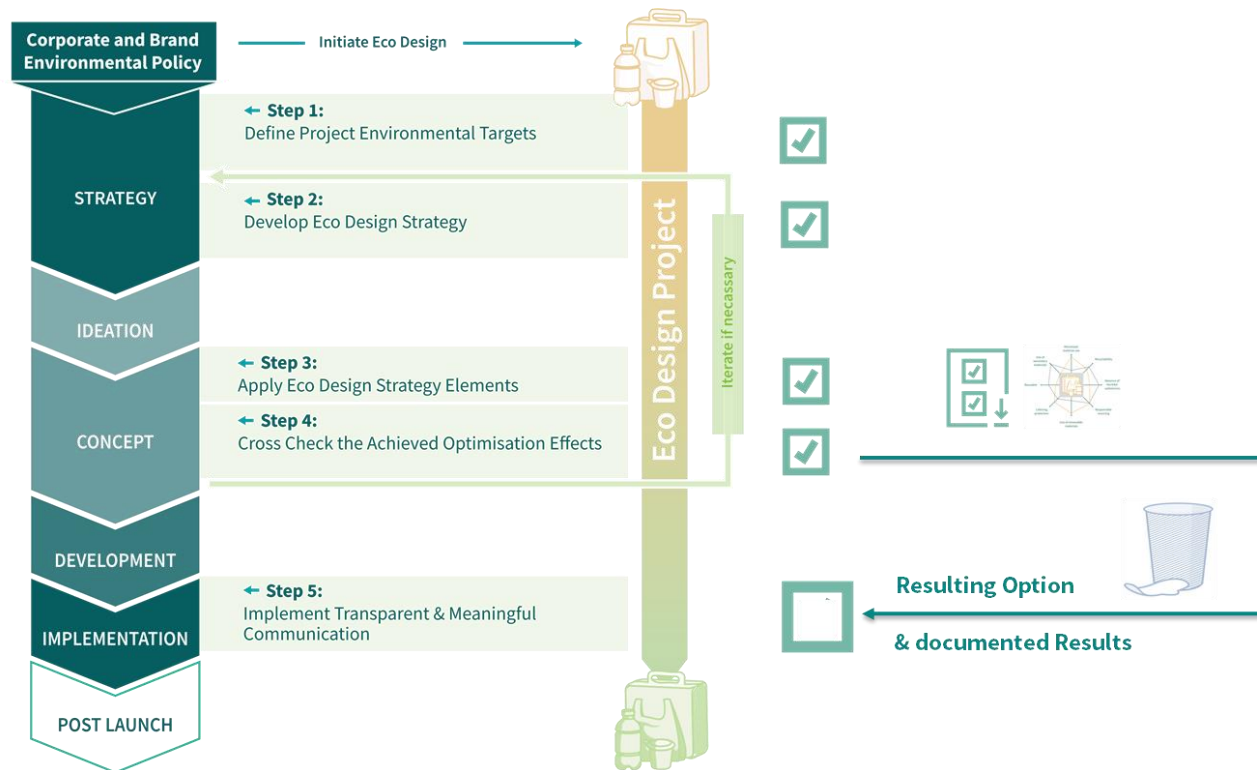 Corporate and Brand
Environmental Policy
Initiate Eco Design
Step 1:
Define Project Environmental Targets
STRATEGY
Step 2:
Develop Eco Design Strategy
IDEATION
Step 3:
Apply Eco Design Strategy Elements
CONCEPT
Step 4:
Cross Check the Achieved Optimisation Effects
Eco Design Project
Iterate if necassary
DEVELOPMENT
Step 5:
Implement Transparent & Meaningful
Communication
IMPLEMENTATION
Resulting Option
& documented Results
POST LAUNCH